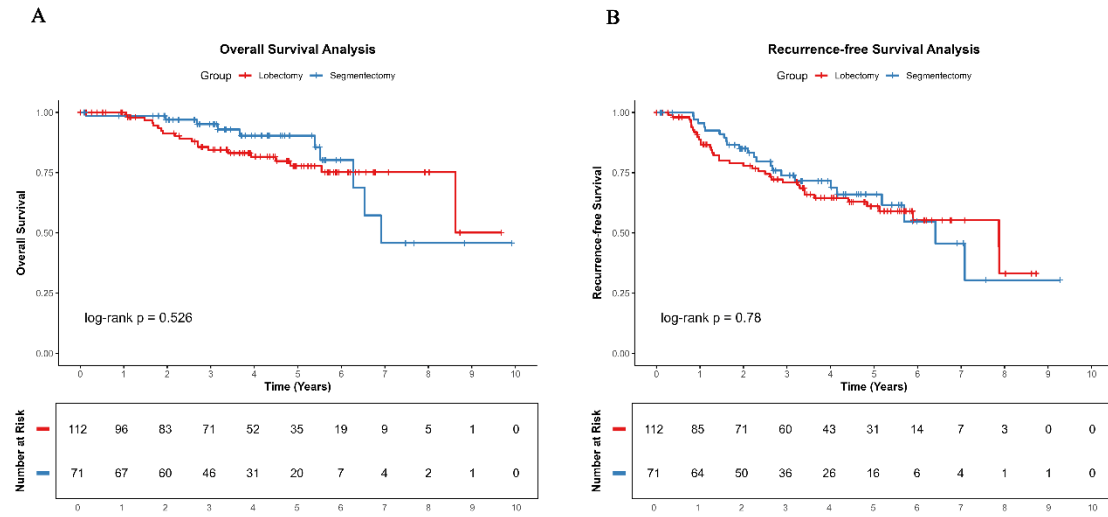 A
Overall Survival Analysis
Group Lobectomy Segmentectomy
Overall Survival
1.00
0.75
0.50
0.25
0.00
log-rank p = 0.526
0 1 2 3 4 5 6 7 8 9 10
Time (Years)
Number at Risk
112 96 83 71 52 35 19 9 5 1 0
71 67 60 46 31 20 7 4 2 1 0
0 1 2 3 4 5 6 7 8 9 10
B
Recurrence-free Survival Analysis
Group Lobectomy Segmentectomy
Recurrence-free Survival
1.00
0.75
0.50
0.25
0.00
log-rank p = 0.78
0 1 2 3 4 5 6 7 8 9 10
Time (Years)
Number at Risk
112 85 71 60 43 31 14 7 3 0 0
71 64 50 36 26 16 6 4 1 1 0
0 1 2 3 4 5 6 7 8 9 10